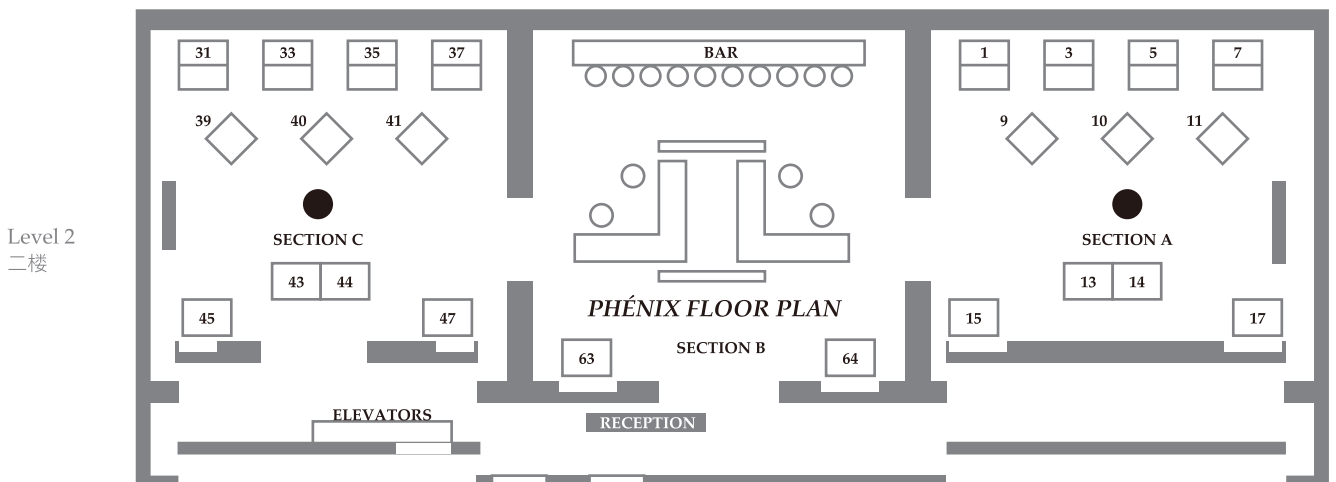 31 33 35 37
BAR
1 3 5 7
39 40 41
9 10 11
Level 2
二楼
SECTION C
SECTION A
43 44
13 14
45 47
PHÉNIX FLOOR PLAN
15 17
SECTION B
63 64
ELEVATORS
RECEPTION